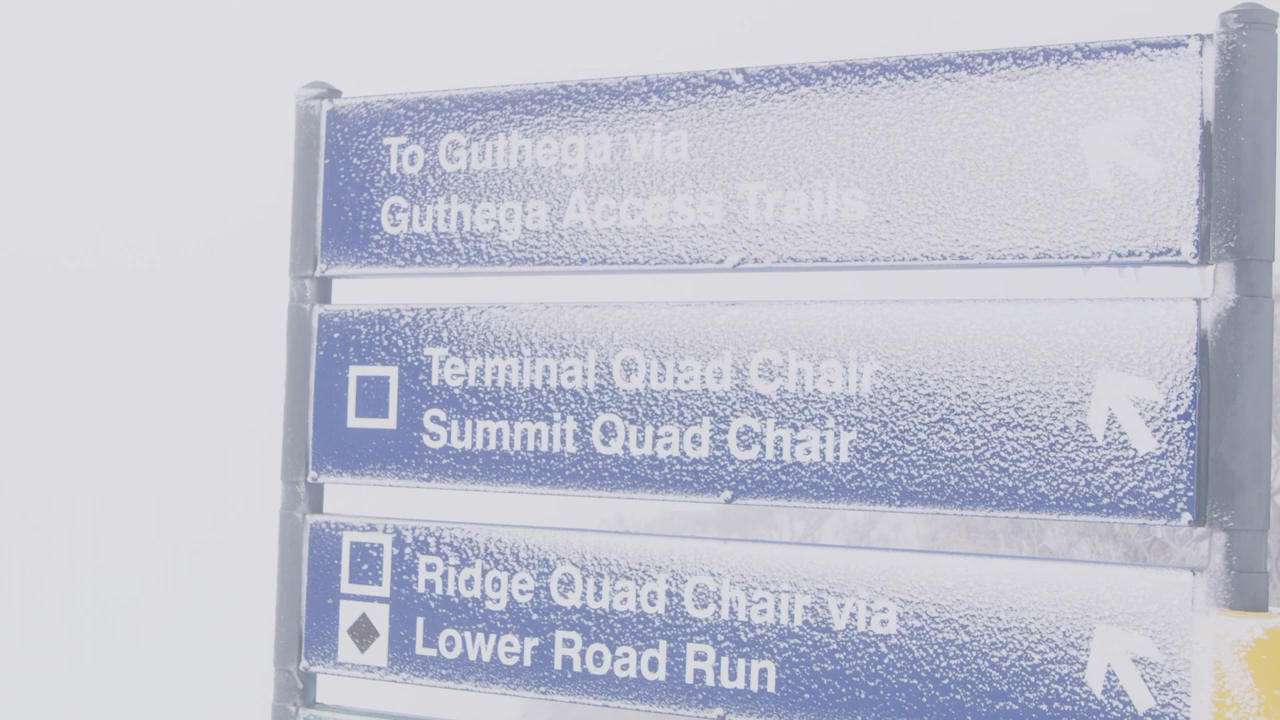 To Guthega via
Guthega Access Trails
Terminal Quad Chair
Summit Quad Chair
Ridge Quad Chair via
Lower Road Run